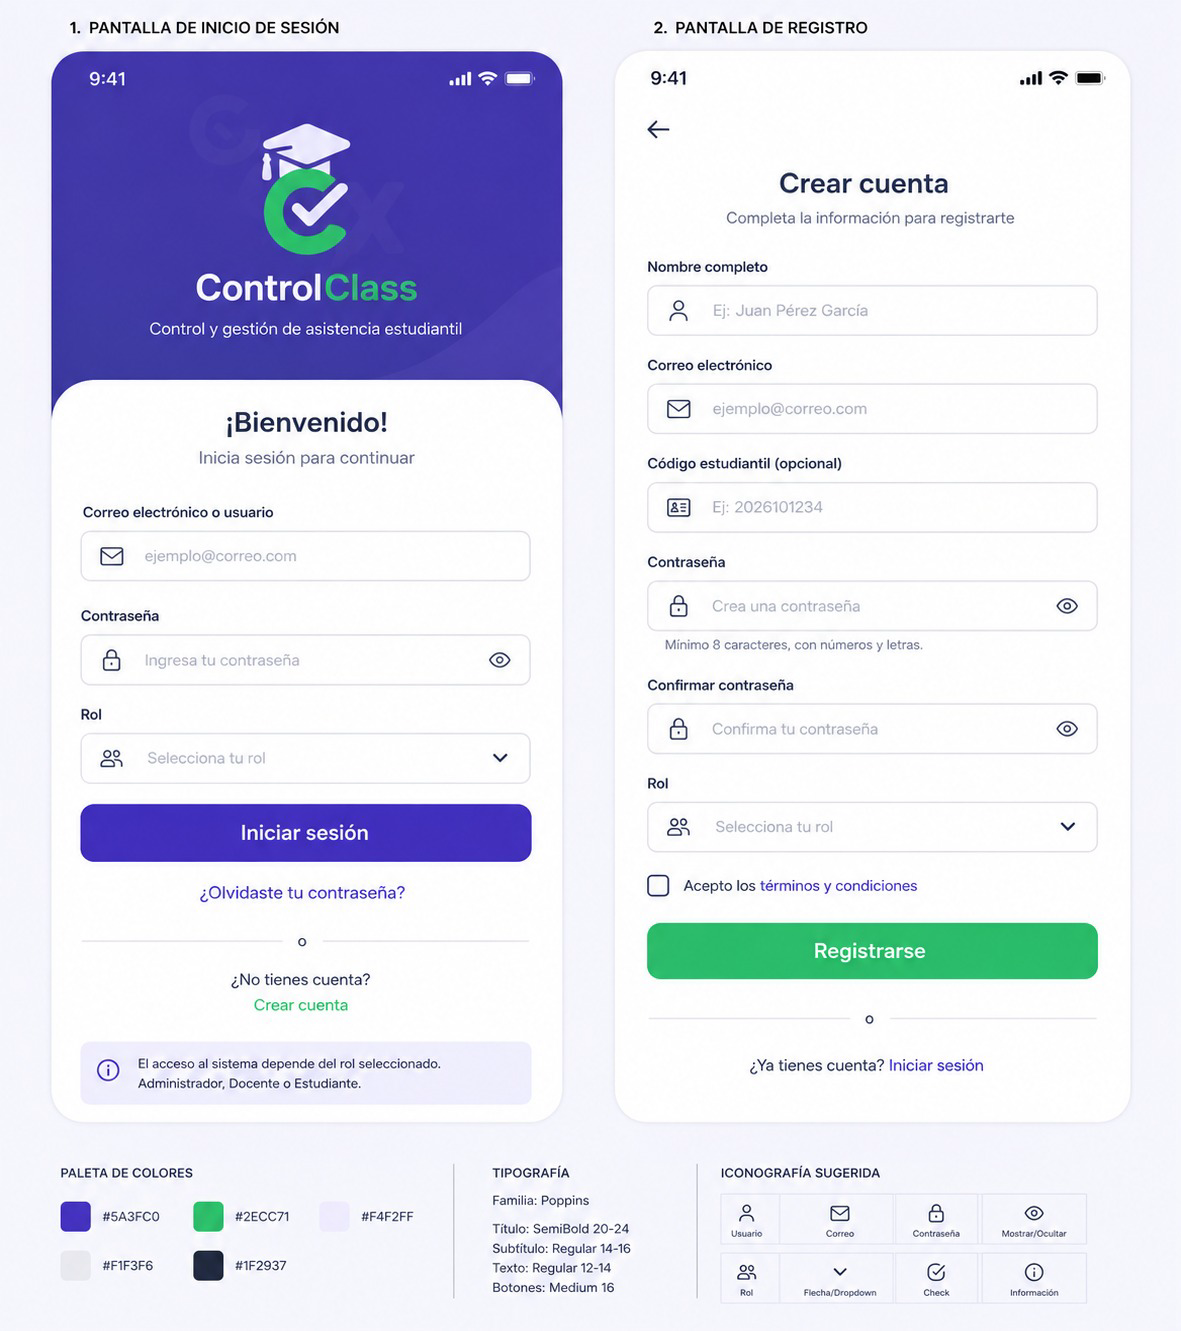 1. PANTALLA DE INICIO DE SESIÓN
9:41
ControlClass
Control y gestión de asistencia estudiantil
¡Bienvenido!
Inicia sesión para continuar
Correo electrónico o usuario
ejemplo@correo.com
Contraseña
Ingresa tu contraseña
Rol
Selecciona tu rol
Iniciar sesión
¿Olvidaste tu contraseña?
o
¿No tienes cuenta?
Crear cuenta
El acceso al sistema depende del rol seleccionado.
Administrador, Docente o Estudiante.
2. PANTALLA DE REGISTRO
9:41
Crear cuenta
Completa la información para registrarte
Nombre completo
Ej: Juan Pérez García
Correo electrónico
ejemplo@correo.com
Código estudiantil (opcional)
Ej: 2026101234
Contraseña
Crea una contraseña
Mínimo 8 caracteres, con números y letras.
Confirmar contraseña
Confirma tu contraseña
Rol
Selecciona tu rol
Acepto los términos y condiciones
Registrarse
o
¿Ya tienes cuenta? Iniciar sesión
PALETA DE COLORES
#5A3FC0
#2ECC71
#F4F2FF
#F1F3F6
#1F2937
TIPOGRAFÍA
Familia: Poppins
Título: SemiBold 20-24
Subtítulo: Regular 14-16
Texto: Regular 12-14
Botones: Medium 16
ICONOGRAFÍA SUGERIDA
Usuario
Correo
Contraseña
Mostrar/Ocultar
Rol
Flecha/Dropdown
Check
Información